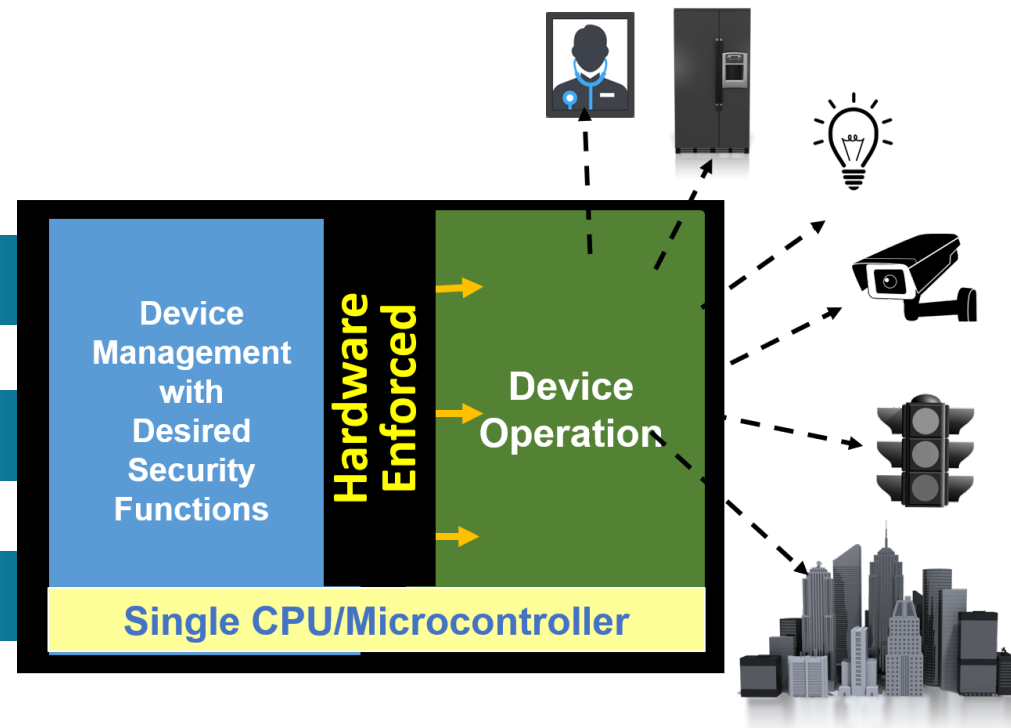 Device
Management
with
Desired
Security
Functions
Hardware
Enforced
Device
Operation
Single CPU/Microcontroller